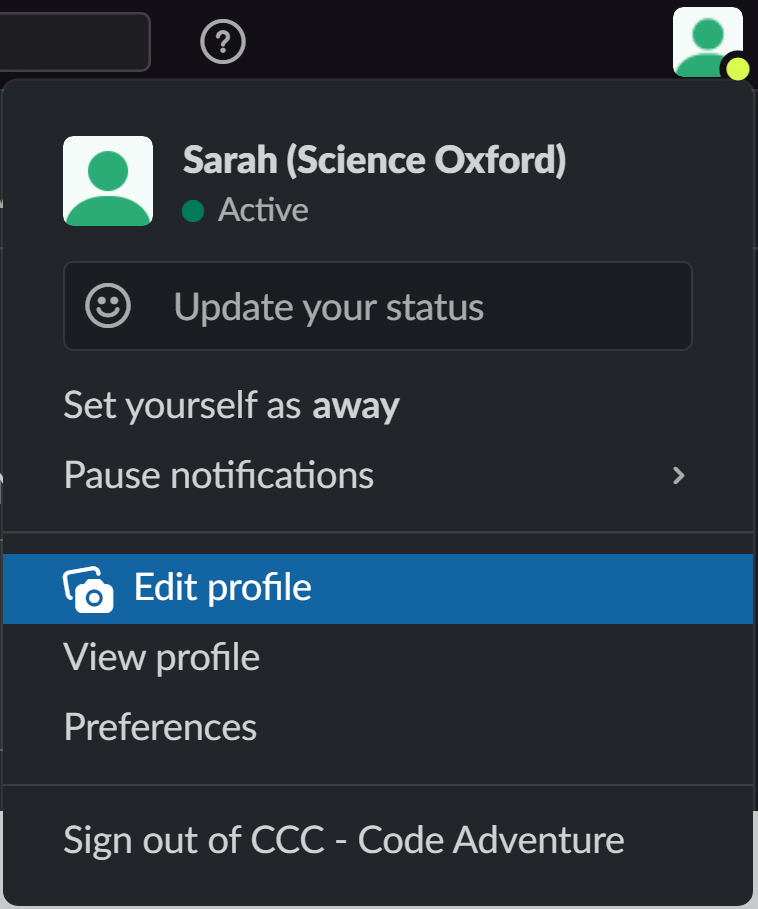 Sarah (Science Oxford)
Active
Update your status
Set yourself as away
Pause notifications
Edit profile
View profile
Preferences
Sign out of CCC - Code Adventure